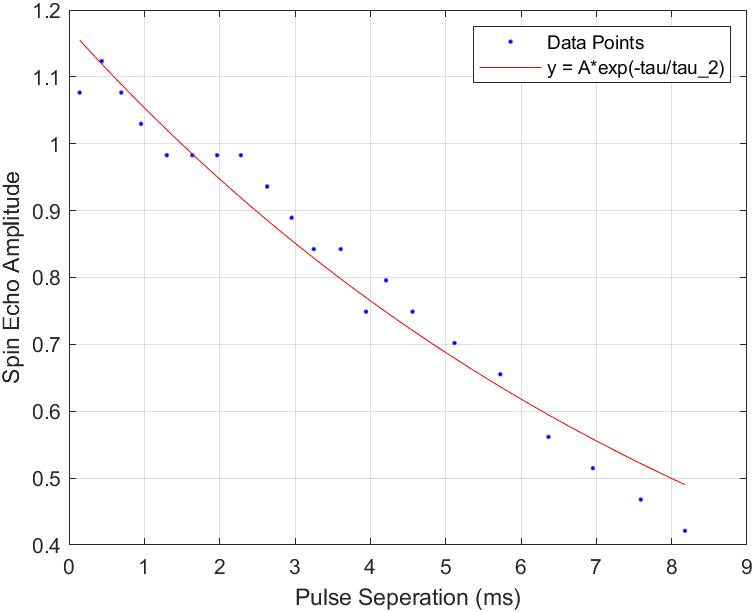 1.2
1.1
1
0.9
0.8
0.7
0.6
0.5
0.4
Spin Echo Amplitude
Data Points
y = A*exp(-tau/tau_2)
0 1 2 3 4 5 6 7 8 9
Pulse Seperation (ms)